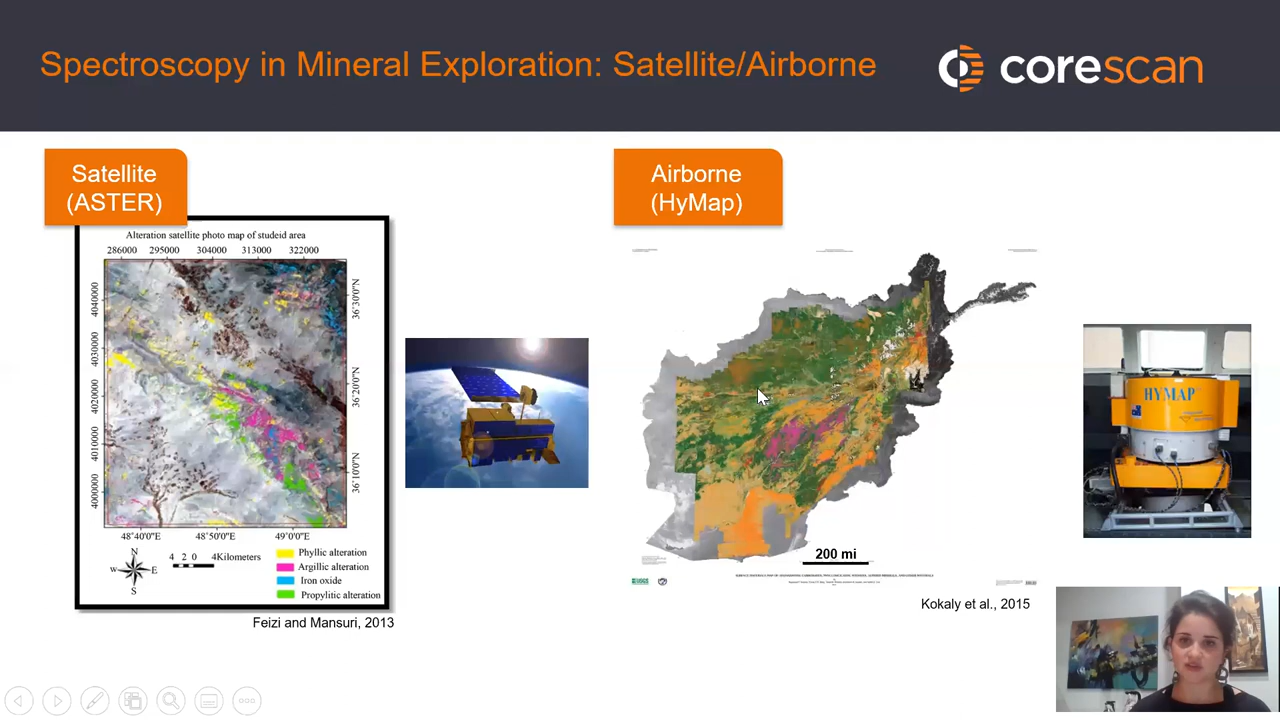 Spectroscopy in Mineral Exploration: Satellite/Airborne
corescan
Satellite
(ASTER)
Airborne
(HyMap)
Alteration satellite photo map of studeid area
286000 295000 304000 313000 322000
4040000
4030000
4020000
4010000
4000000
36°30'0"N
36°20'0"N
36°10'0"N
48°40'0"E 48°50'0"E 49°0'0"E
N
W E
S
4 2 0 4Kilometers
Phyllic alteration
Argillic alteration
Iron oxide
Propylitic alteration
Feizi and Mansuri, 2013
200 mi
USGS
Kokaly et al., 2015
HYMAP